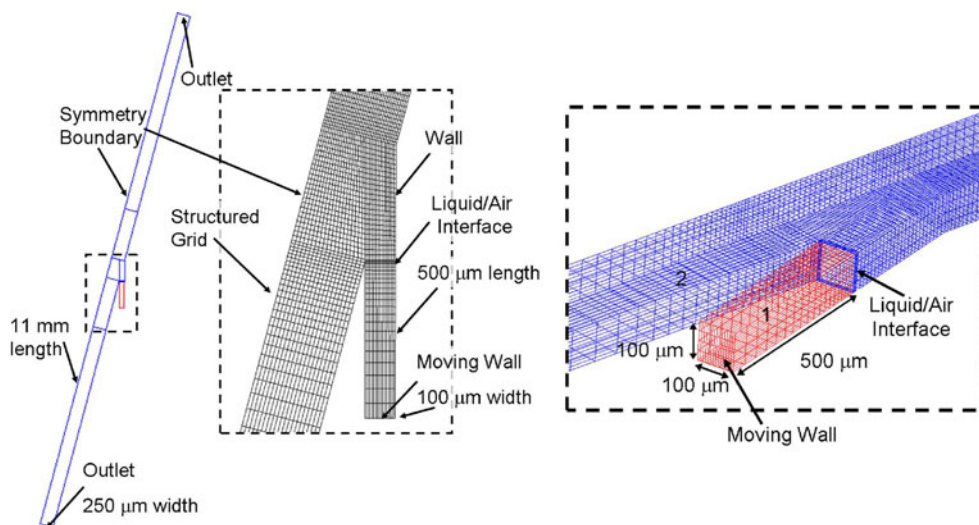 Outlet
Symmetry
Boundary
Structured
Grid
11 mm
length
Outlet
250 µm width
Wall
Liquid/Air
Interface
500 µm length
Moving Wall
100 µm width
2
1
Liquid/Air
Interface
100 µm
100 µm
500 µm
Moving Wall